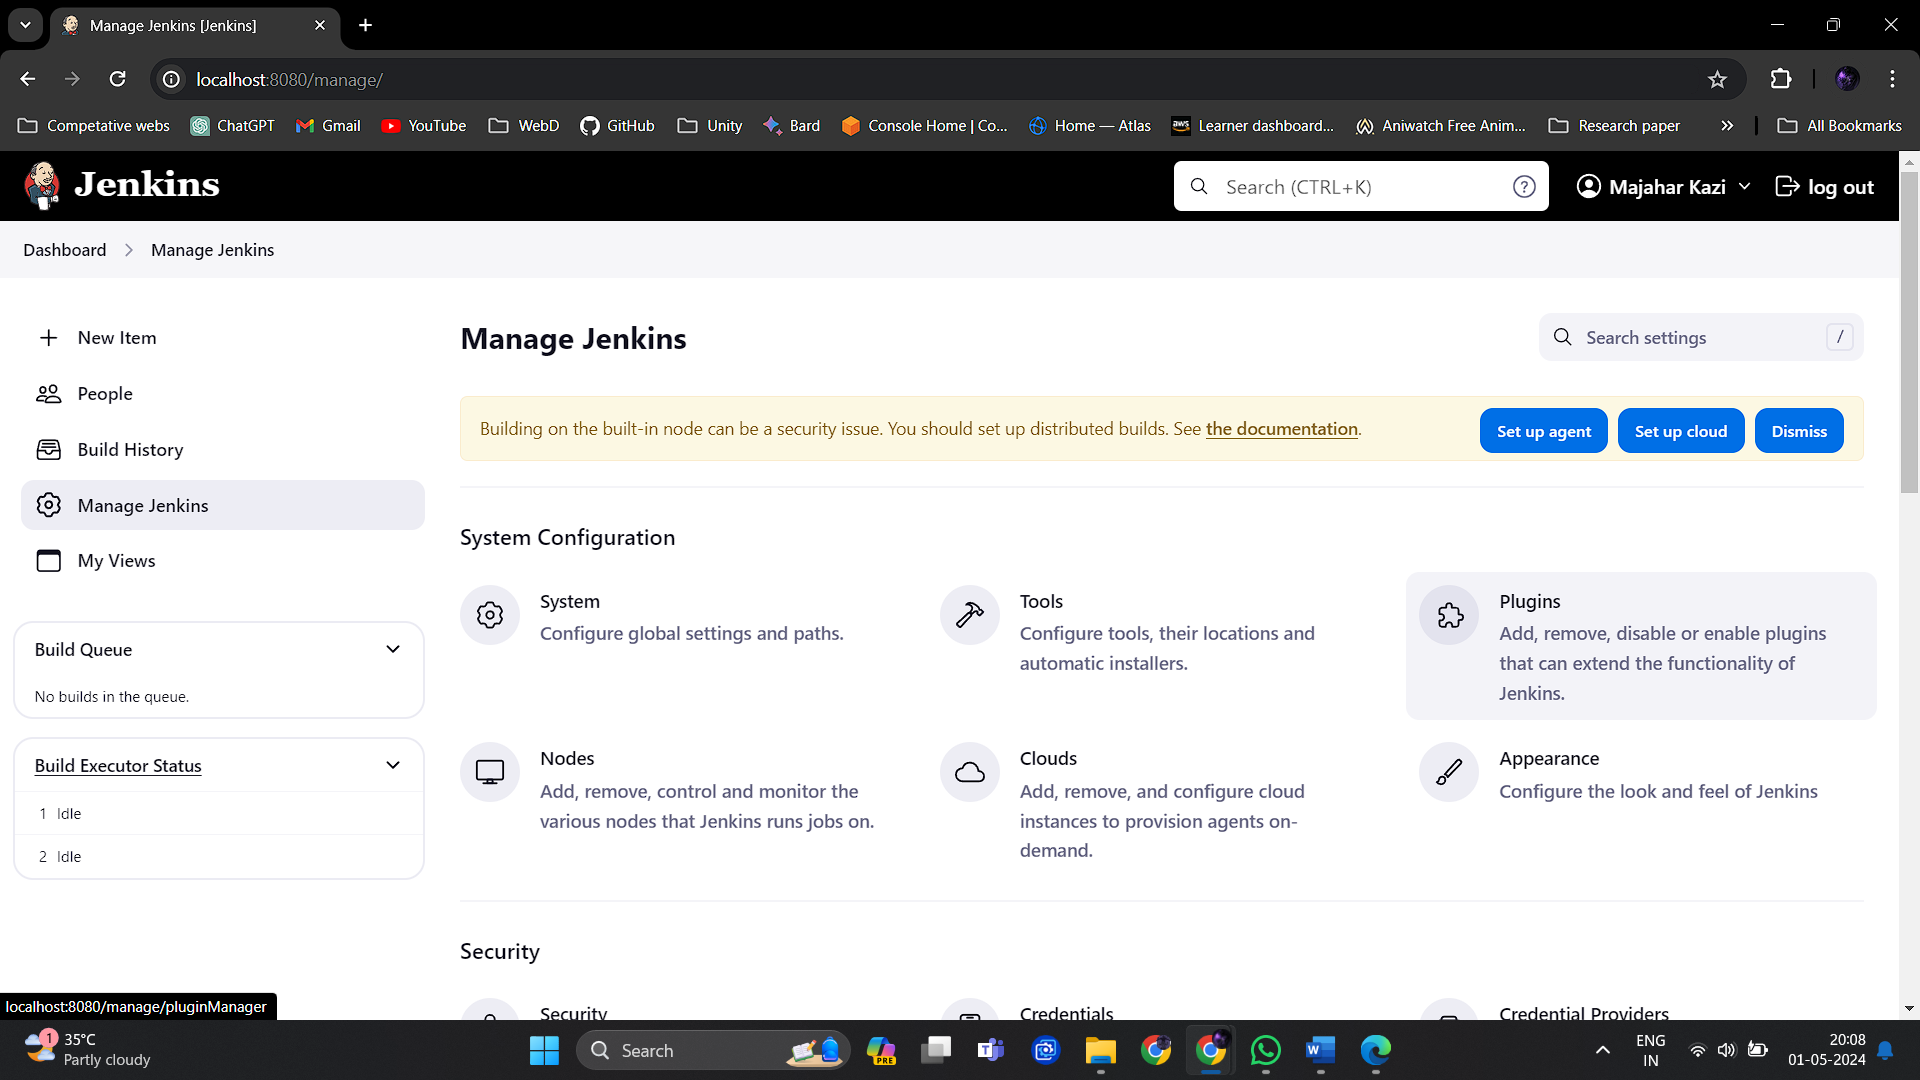 Manage Jenkins [Jenkins]
localhost:8080/manage/
Competative webs
ChatGPT
Gmail
YouTube
WebD
GitHub
Unity
Bard
Console Home | Co...
Home — Atlas
Learner dashboard...
Aniwatch Free Anim...
Research paper
All Bookmarks
Jenkins
Search (CTRL+K)
Majahar Kazi
log out
Dashboard
Manage Jenkins
New Item
People
Build History
Manage Jenkins
My Views
Build Queue
No builds in the queue.
Build Executor Status
1 Idle
2 Idle
Manage Jenkins
Search settings
/
Building on the built-in node can be a security issue. You should set up distributed builds. See the documentation.
Set up agent
Set up cloud
Dismiss
System Configuration
System
Configure global settings and paths.
Tools
Configure tools, their locations and
automatic installers.
Plugins
Add, remove, disable or enable plugins
that can extend the functionality of
Jenkins.
Nodes
Add, remove, control and monitor the
various nodes that Jenkins runs jobs on.
Clouds
Add, remove, and configure cloud
instances to provision agents on-
demand.
Appearance
Configure the look and feel of Jenkins
Security
Security
Credentials
Credential Providers
localhost:8080/manage/pluginManager
1
35°C
Partly cloudy
Search
PRE
ENG
IN
20:08
01-05-2024